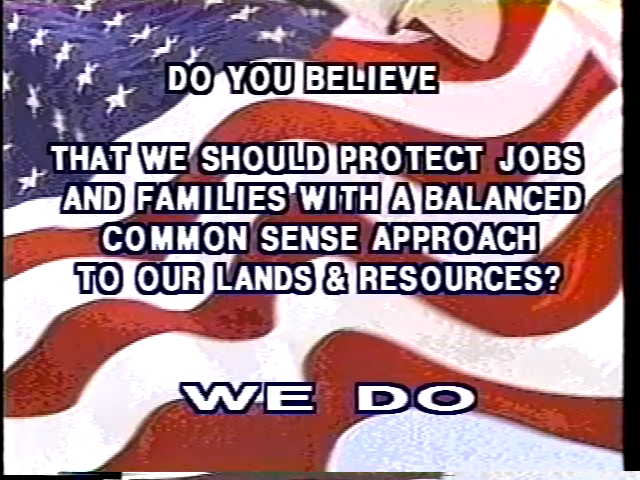 DO YOU BELIEVE
THAT WE SHOULD PROTECT JOBS
AND FAMILIES WITH A BALANCED
COMMON SENSE APPROACH
TO OUR LANDS & RESOURCES?
WE DO